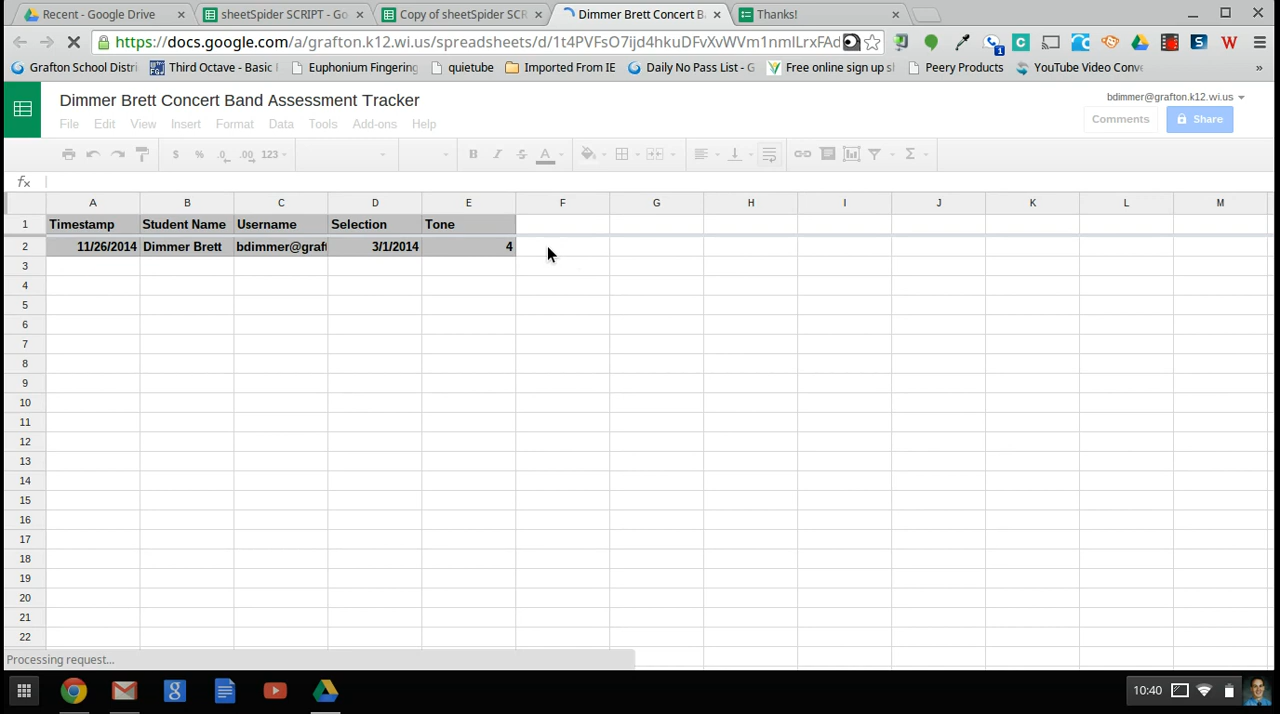 Recent - Google Drive
sheetSpider SCRIPT - Go
Copy of sheetSpider SCR
Dimmer Brett Concert B
Thanks!
https://docs.google.com/a/grafton.k12.wi.us/spreadsheets/d/1t4PVFsO7ijd4hkuDFvXvWVm1nmlLrxFAd
Grafton School Distri
Third Octave - Basic
Euphonium Fingering
quietube
Imported From IE
Daily No Pass List - G
Free online sign up s
Peery Products
YouTube Video Conve
»
Dimmer Brett Concert Band Assessment Tracker
bdimmer@grafton.k12.wi.us
File Edit View Insert Format Data Tools Add-ons Help
Comments
Share
$ % .0 .00 123
B I S A Σ
fx
A B C D E F G H I J K L M
1 Timestamp Student Name Username Selection Tone
2 11/26/2014 Dimmer Brett bdimmer@graft 3/1/2014 4
3
4
5
6
7
8
9
10
11
12
13
14
15
16
17
18
19
20
21
22
Processing request...
10:40